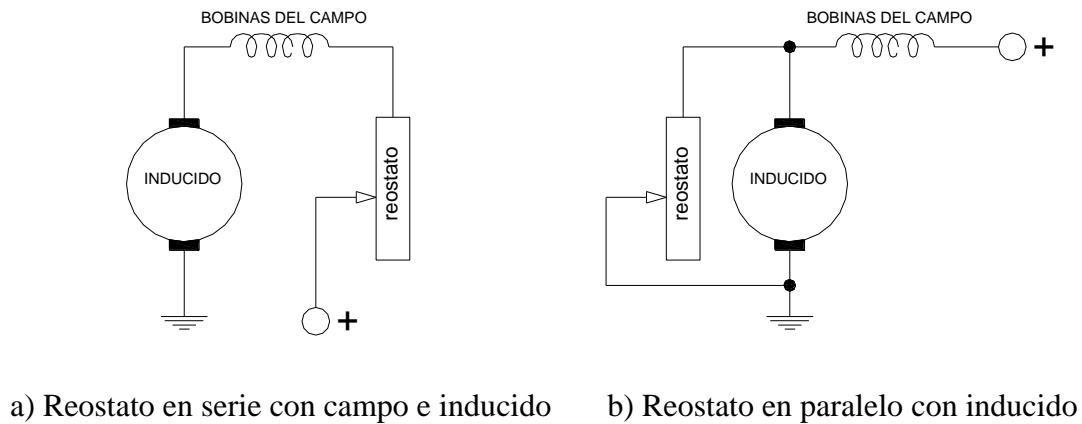 BOBINAS DEL CAMPO
INDUCIDO
reostato
+
BOBINAS DEL CAMPO
+
reostato
INDUCIDO
a) Reostato en serie con campo e inducido
b) Reostato en paralelo con inducido